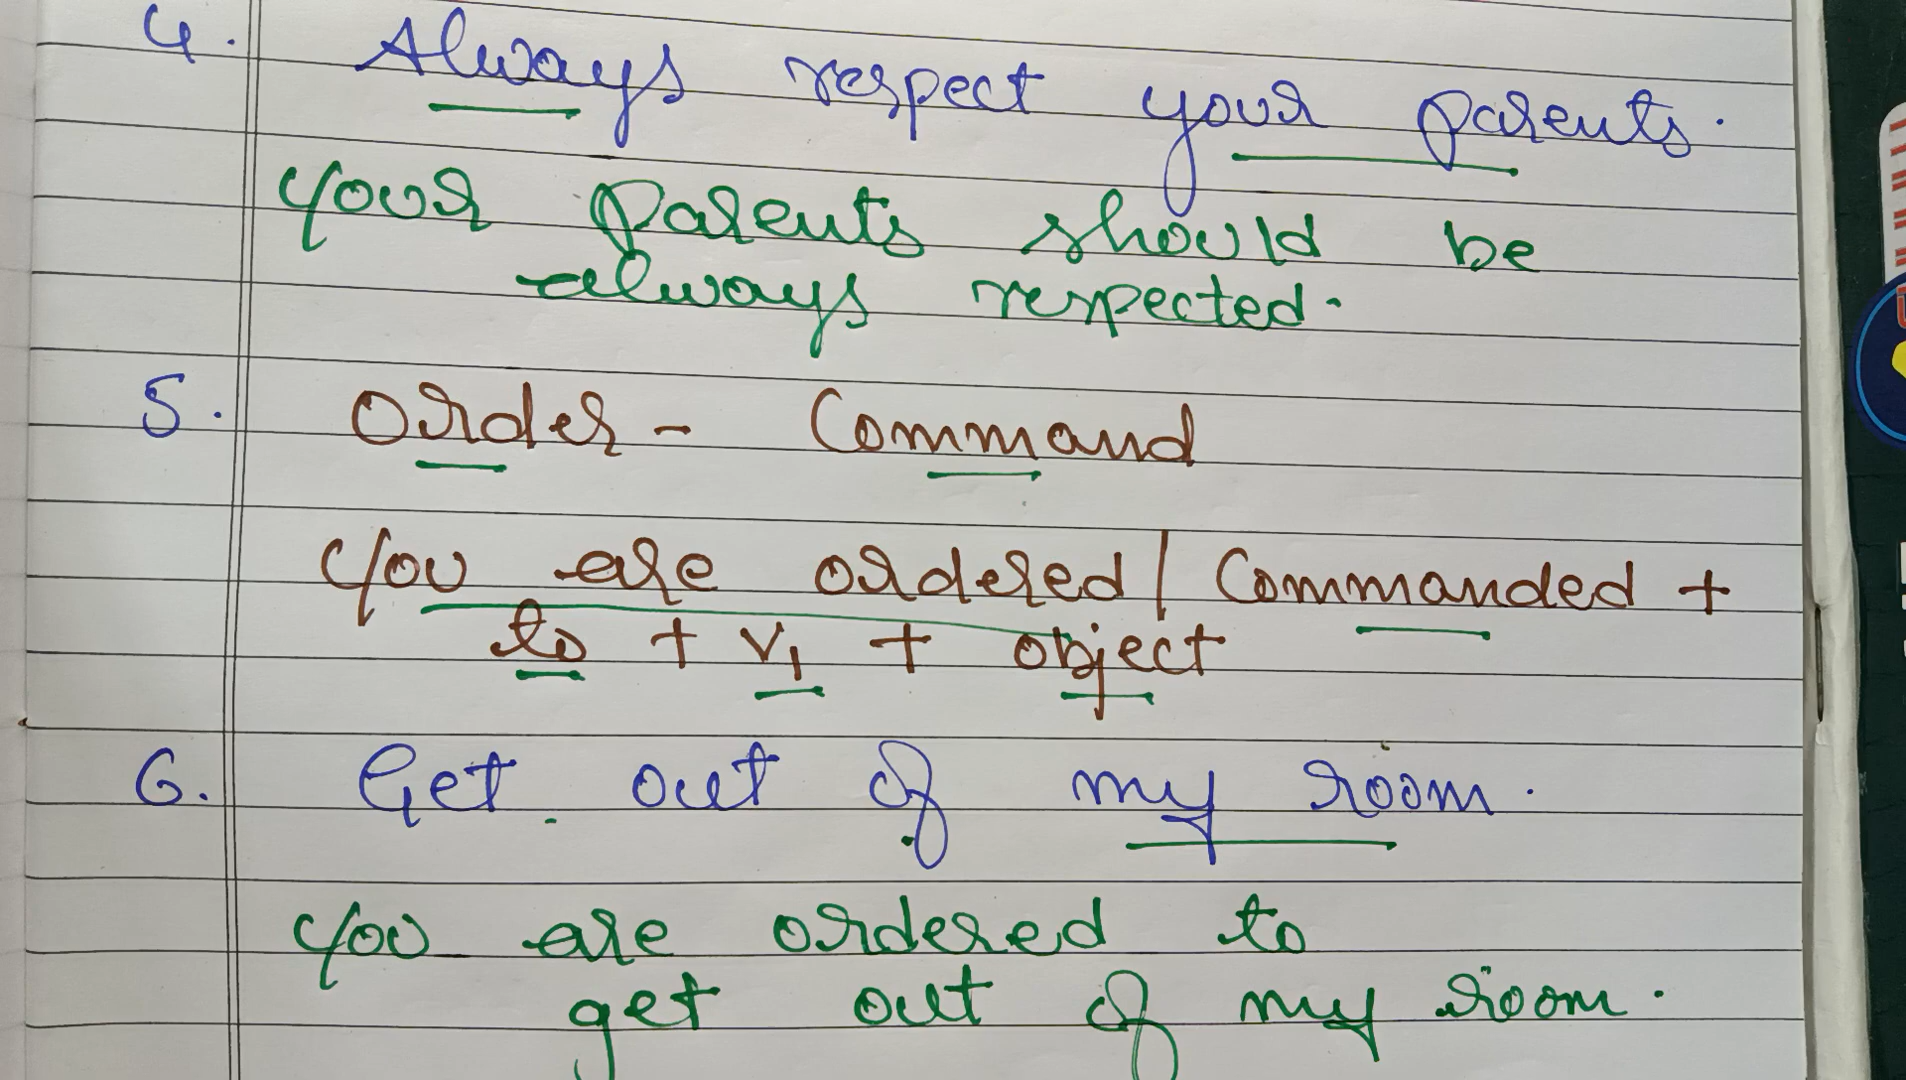 4. Always respect your parents.
your parents should be
always respected.
5. Order - Command
you are ordered | Commanded +
to + V1 + object
6. Get out of my room.
you are ordered to
get out of my room.